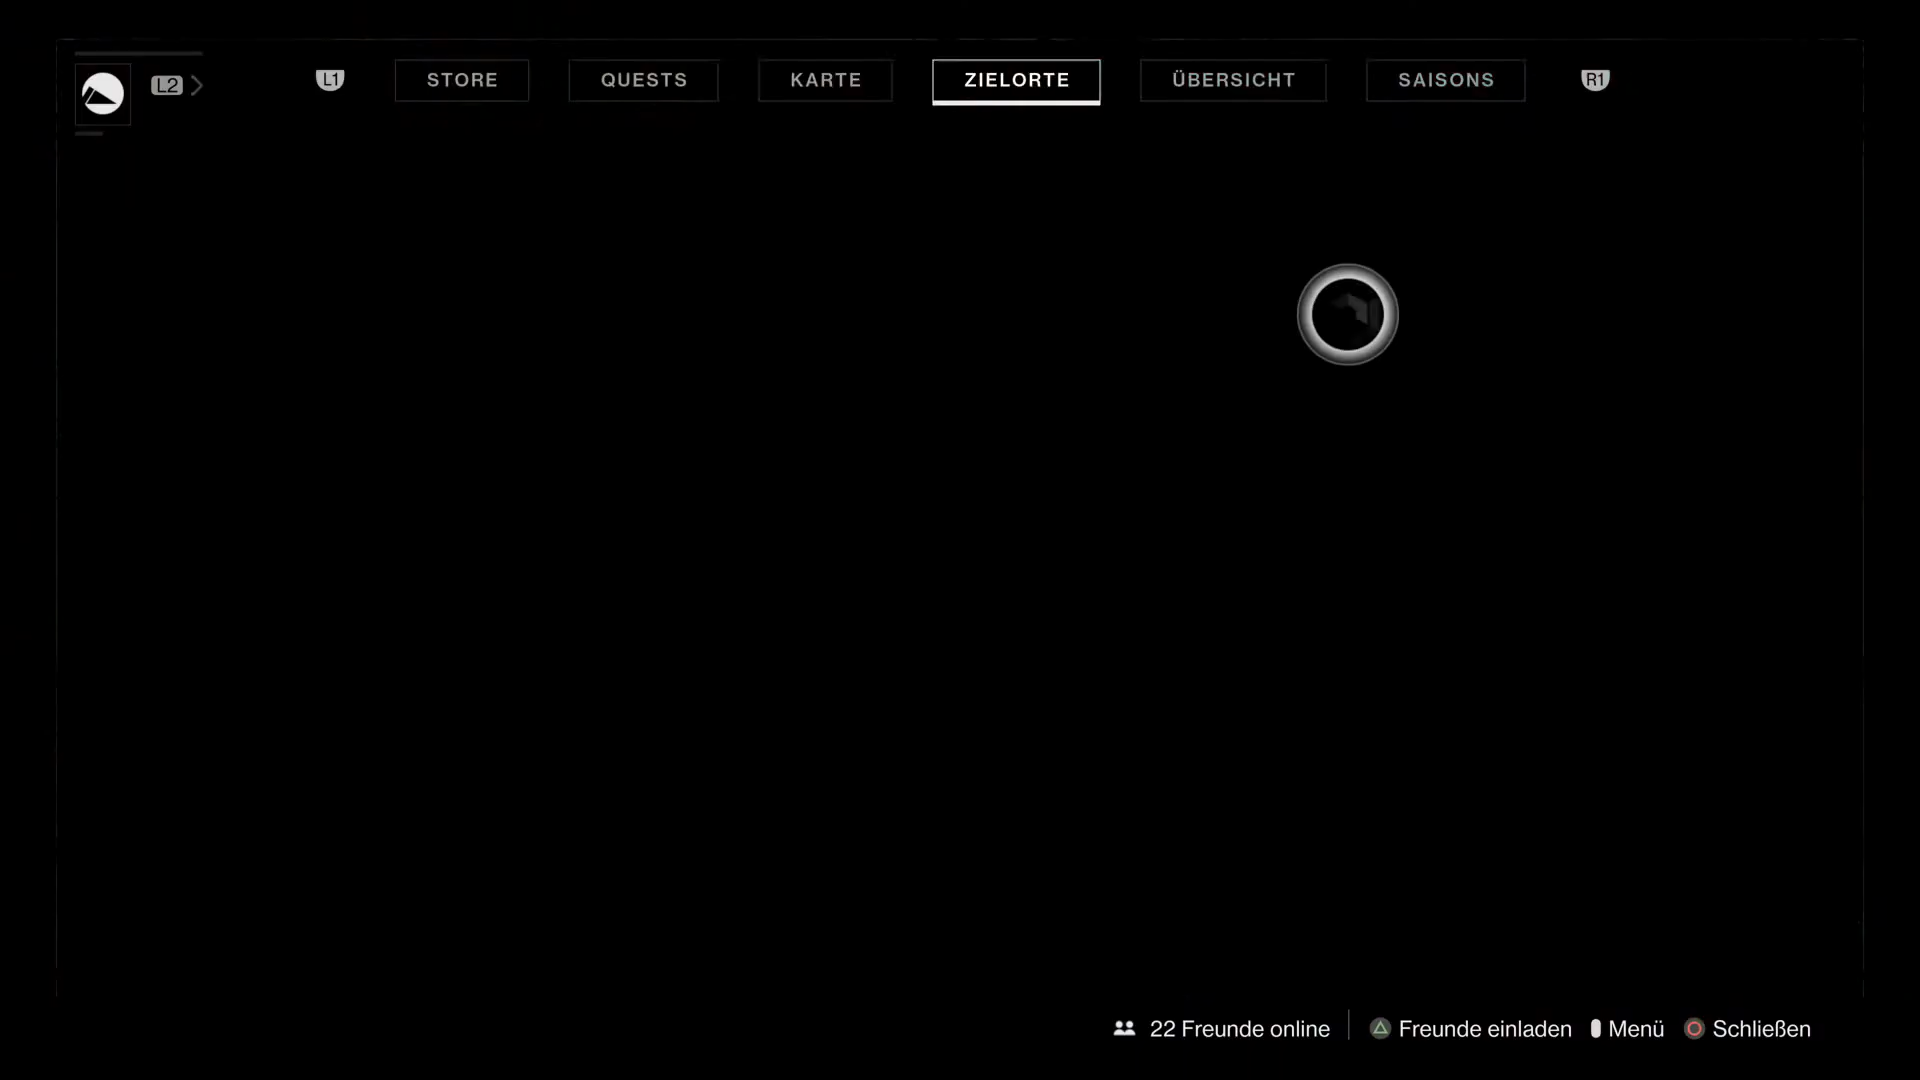 L2
L1
STORE
QUESTS
KARTE
ZIELORTE
ÜBERSICHT
SAISONS
R1
22 Freunde online
Freunde einladen
Menü
Schließen